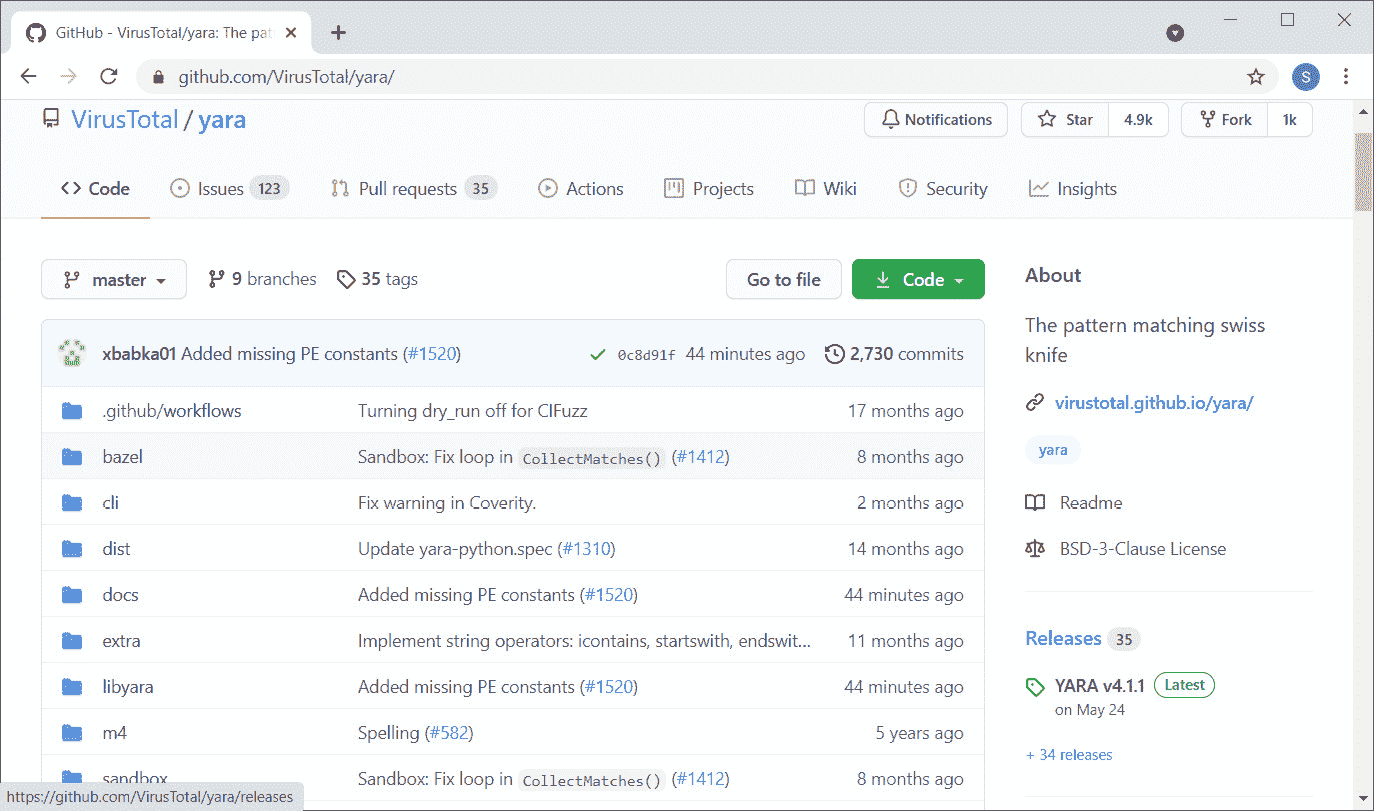 GitHub - VirusTotal/yara: The pat
github.com/VirusTotal/yara/
S
VirusTotal / yara
Notifications
Star 4.9k
Fork 1k
Code
Issues 123
Pull requests 35
Actions
Projects
Wiki
Security
Insights
master
9 branches
35 tags
Go to file
Code
xbabka01 Added missing PE constants (#1520) 0c8d91f 44 minutes ago 2,730 commits
.github/workflows Turning dry_run off for CIFuzz 17 months ago
bazel Sandbox: Fix loop in CollectMatches() (#1412) 8 months ago
cli Fix warning in Coverity. 2 months ago
dist Update yara-python.spec (#1310) 14 months ago
docs Added missing PE constants (#1520) 44 minutes ago
extra Implement string operators: icontains, startswith, endswit... 11 months ago
libyara Added missing PE constants (#1520) 44 minutes ago
m4 Spelling (#582) 5 years ago
sandbox Sandbox: Fix loop in CollectMatches() (#1412) 8 months ago
About
The pattern matching swiss
knife
virustotal.github.io/yara/
yara
Readme
BSD-3-Clause License
Releases 35
YARA v4.1.1 Latest
on May 24
+ 34 releases
https://github.com/VirusTotal/yara/releases